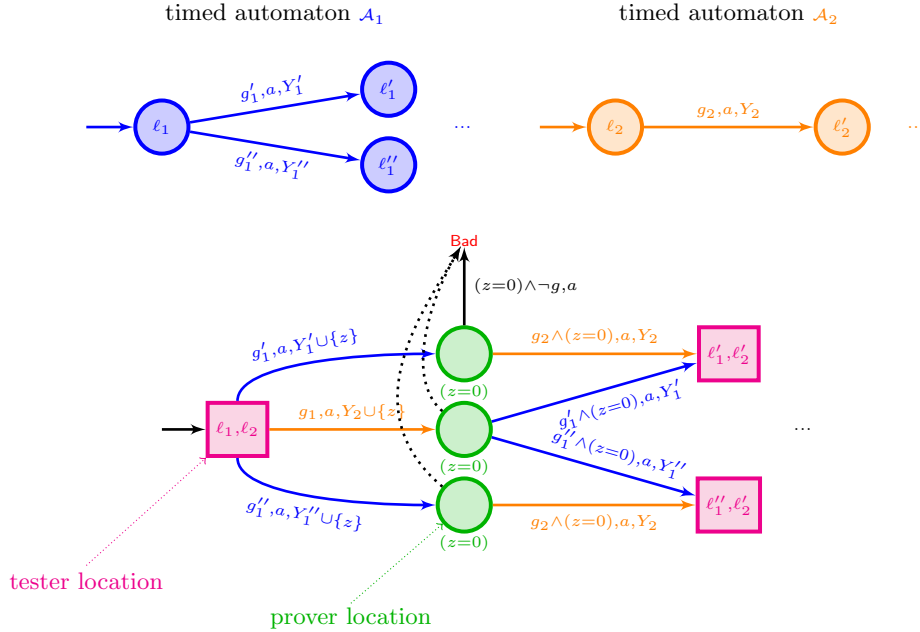 timed automaton 𝒜₁
timed automaton 𝒜₂
ℓ₁
g′₁,a,Y′₁
g″₁,a,Y″₁
ℓ′₁
ℓ″₁
...
ℓ₂
g₂,a,Y₂
ℓ′₂
...
Bad
(z=0)∧¬g,a
ℓ₁,ℓ₂
g′₁,a,Y′₁∪{z}
g₁,a,Y₂∪{z}
g″₁,a,Y″₁∪{z}
(z=0)
(z=0)
(z=0)
g₂∧(z=0),a,Y₂
g′₁∧(z=0),a,Y′₁
g″₁∧(z=0),a,Y″₁
g₂∧(z=0),a,Y₂
ℓ′₁,ℓ′₂
ℓ″₁,ℓ′₂
...
tester location
prover location